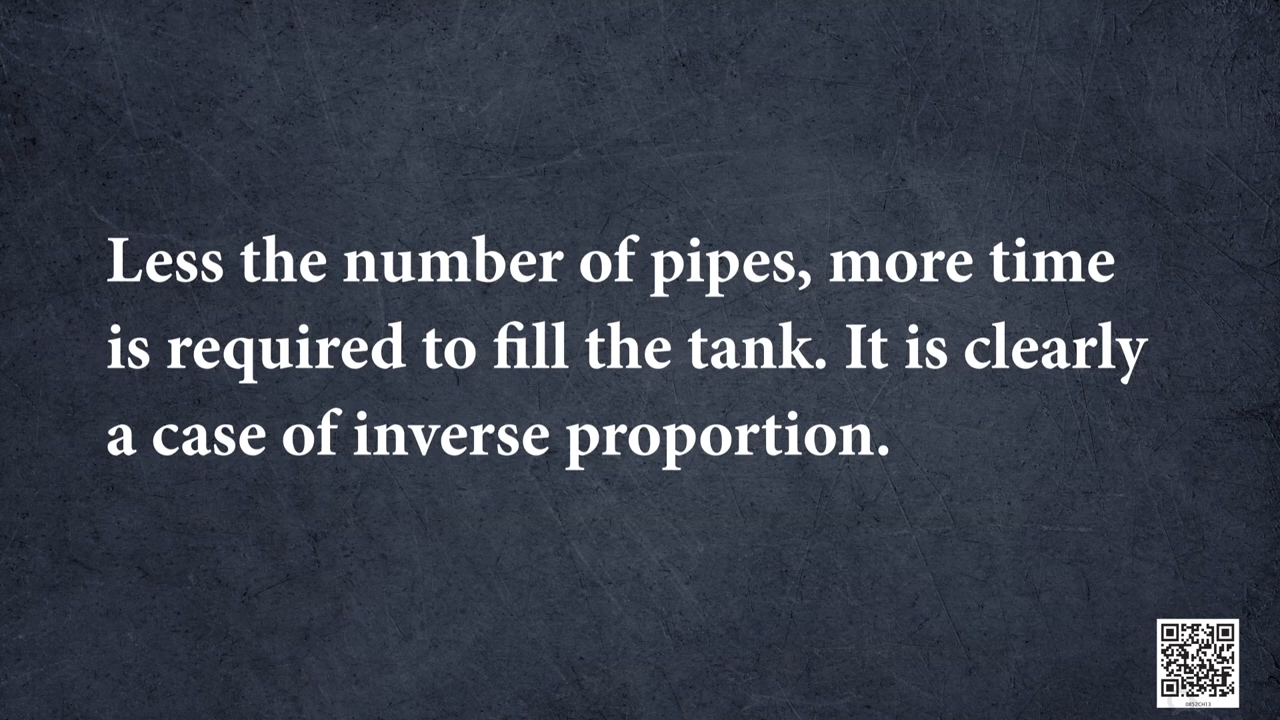 Less the number of pipes, more time
is required to fill the tank. It is clearly
a case of inverse proportion.
0852CH13